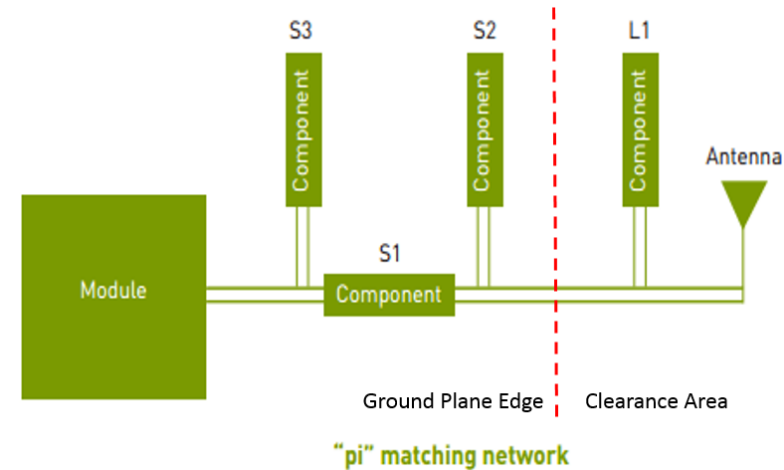 S3
S2
L1
Component
Component
Component
Antenna
S1
Module
Component
Ground Plane Edge
Clearance Area
“pi” matching network